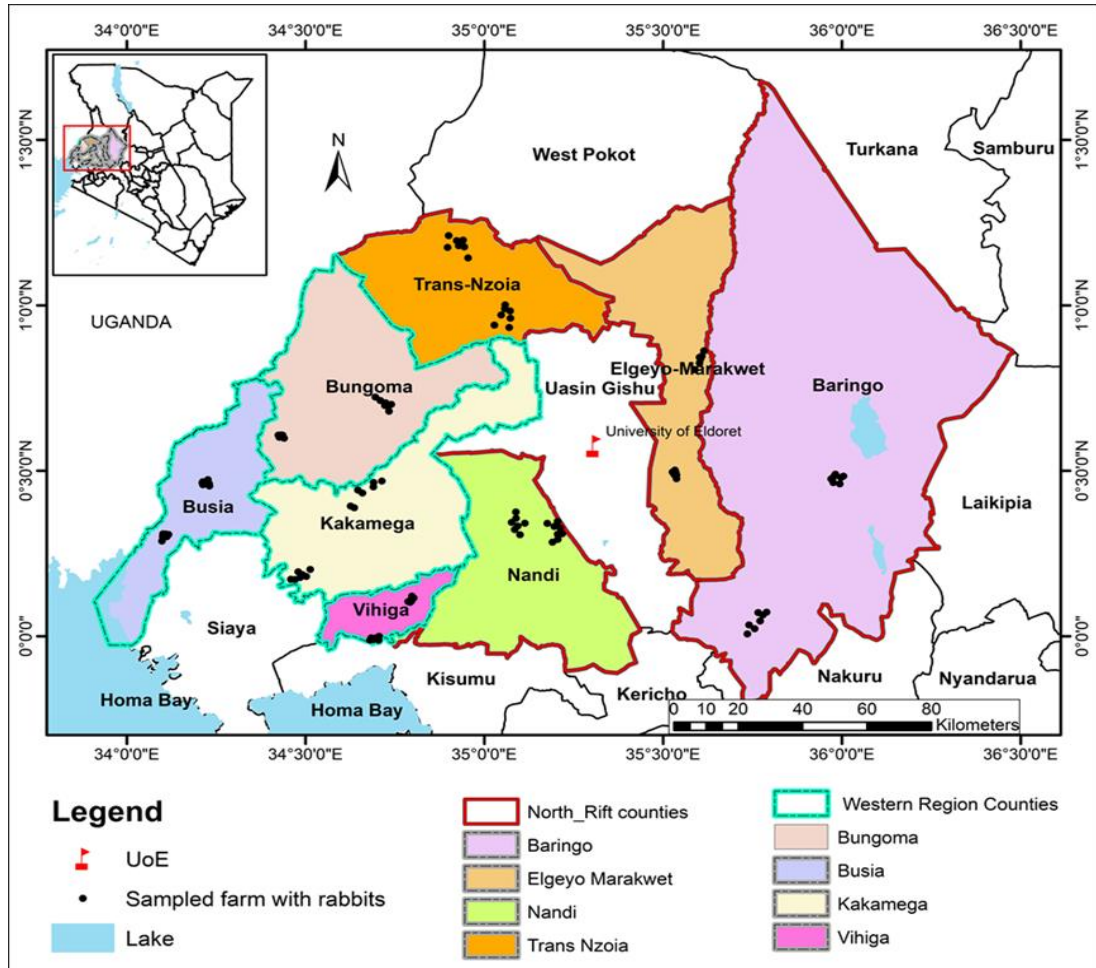 34°0'0"E 34°30'0"E 35°0'0"E 35°30'0"E 36°0'0"E 36°30'0"E
1°30'0"N
1°0'0"N
0°30'0"N
0°0'0"
N
West Pokot
Turkana
Samburu
Trans-Nzoia
UGANDA
Bungoma
Elgeyo-Marakwet
Uasin Gishu
Baringo
University of Eldoret
Busia
Kakamega
Laikipia
Nandi
Vihiga
Siaya
Kisumu
Kericho
Nakuru
Nyandarua
Homa Bay
Homa Bay
0 10 20 40 60 80
Kilometers
1°30'0"N
1°0'0"N
0°30'0"N
0°0'0"
34°0'0"E 34°30'0"E 35°0'0"E 35°30'0"E 36°0'0"E 36°30'0"E
Legend
UoE
Sampled farm with rabbits
Lake
North_Rift counties
Baringo
Elgeyo Marakwet
Nandi
Trans Nzoia
Western Region Counties
Bungoma
Busia
Kakamega
Vihiga